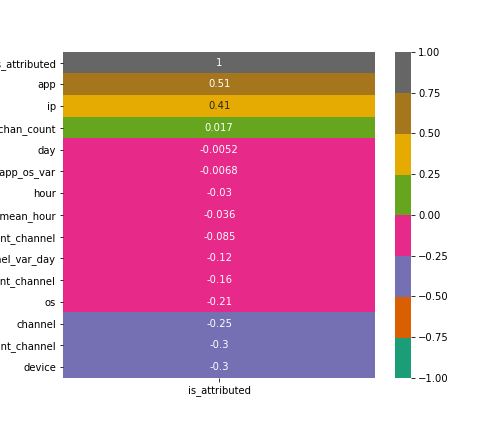 s_attributed 1
app 0.51
ip 0.41
chan_count 0.017
day -0.0052
app_os_var -0.0068
hour -0.03
mean_hour -0.036
nt_channel -0.085
nel_var_day -0.12
nt_channel -0.16
os -0.21
channel -0.25
nt_channel -0.3
device -0.3
is_attributed
1.00
0.75
0.50
0.25
0.00
−0.25
−0.50
−0.75
−1.00